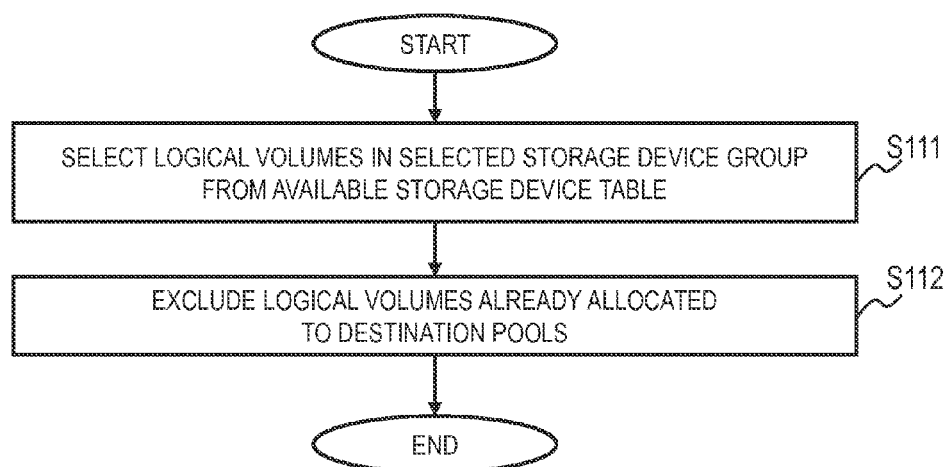 START
SELECT LOGICAL VOLUMES IN SELECTED STORAGE DEVICE GROUP
FROM AVAILABLE STORAGE DEVICE TABLE
S111
EXCLUDE LOGICAL VOLUMES ALREADY ALLOCATED
TO DESTINATION POOLS
S112
END